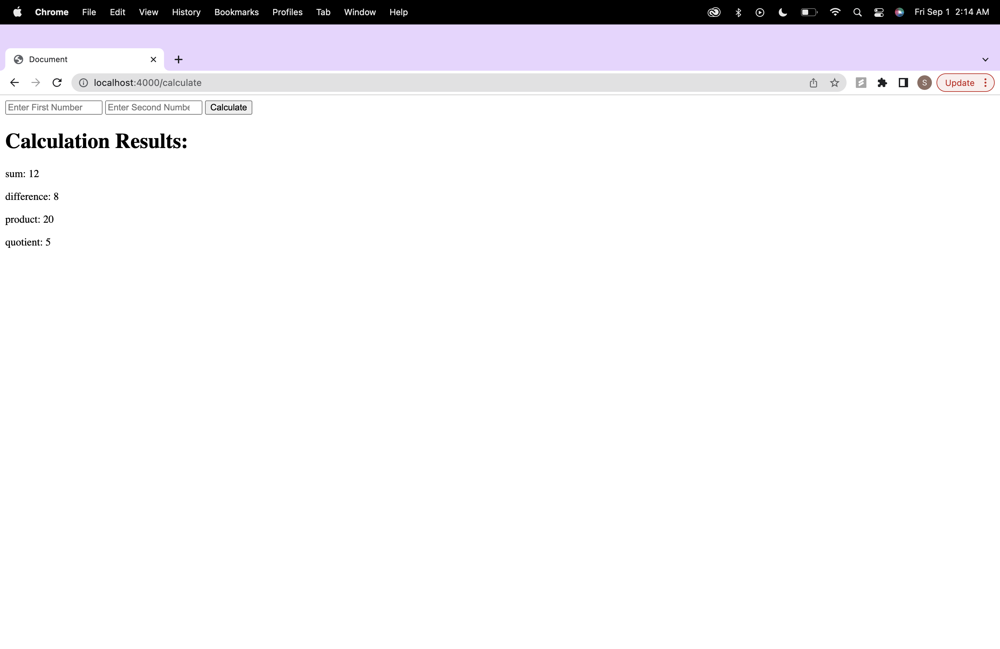 Chrome File Edit View History Bookmarks Profiles Tab Window Help Fri Sep 1 2:14 AM
Document
localhost:4000/calculate S Update
Enter First Number Enter Second Numbe Calculate
Calculation Results:
sum: 12
difference: 8
product: 20
quotient: 5